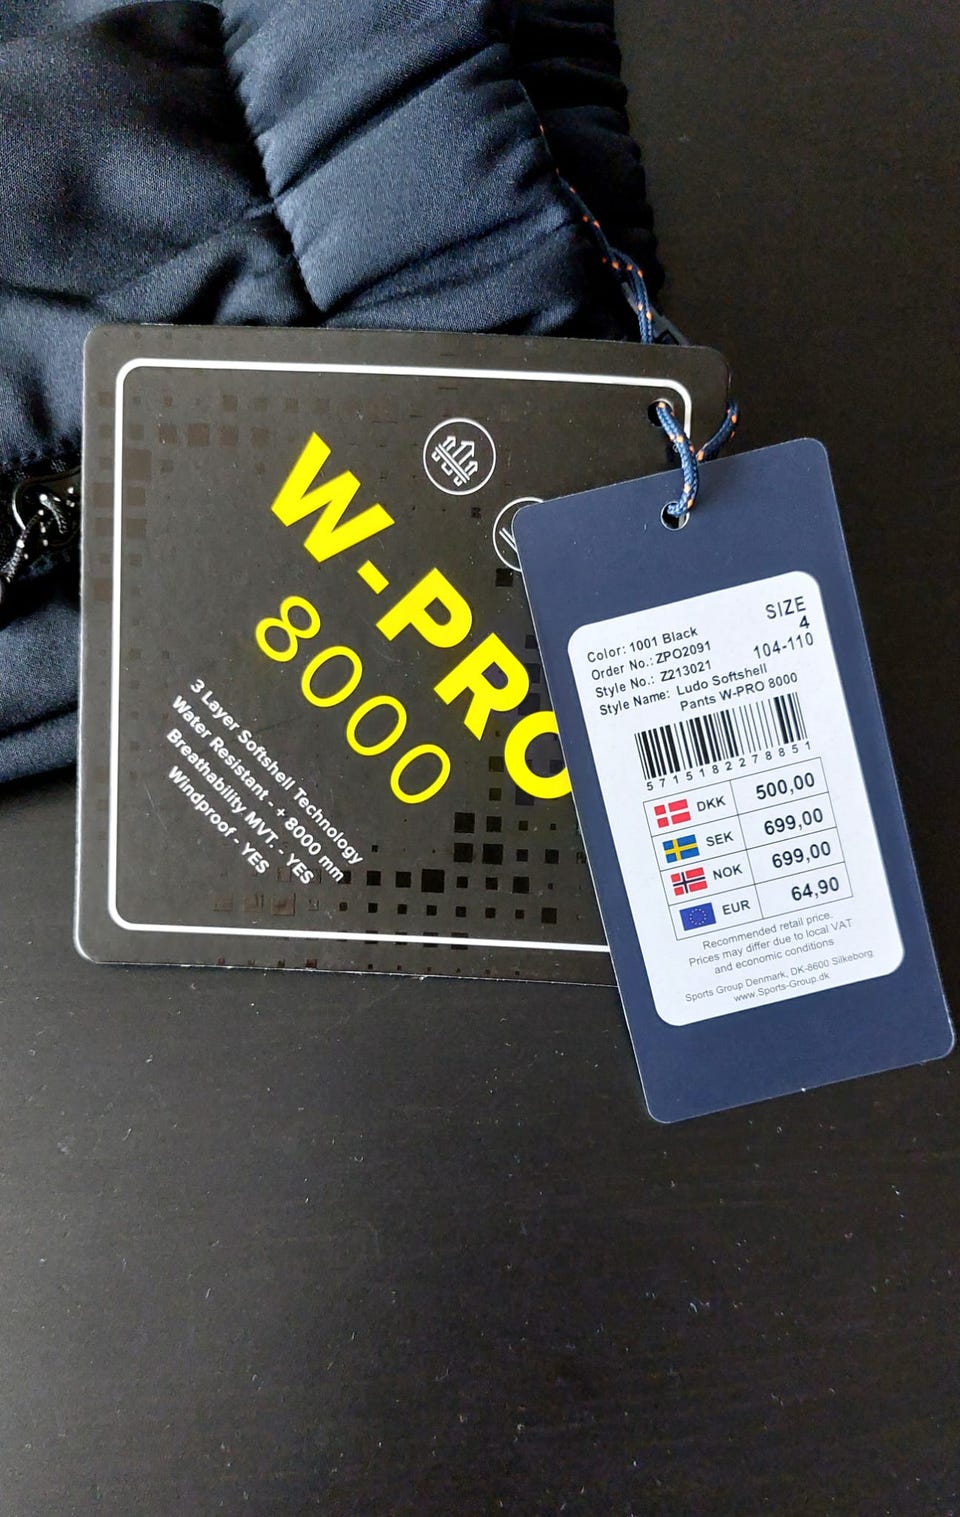 W-PRO
8000
3 Layer Softshell Technology
Water Resistant - + 8000 mm
Breathability MVT. - YES
Windproof - YES
SIZE
4
104-110
Color: 1001 Black
Order No.: ZPO2091
Style No.: Z213021
Style Name: Ludo Softshell
Pants W-PRO 8000
5715182278851
DKK 500,00
SEK 699,00
NOK 699,00
EUR 64,90
Recommended retail price.
Prices may differ due to local VAT
and economic conditions
Sports Group Denmark, DK-8600 Silkeborg
www.Sports-Group.dk